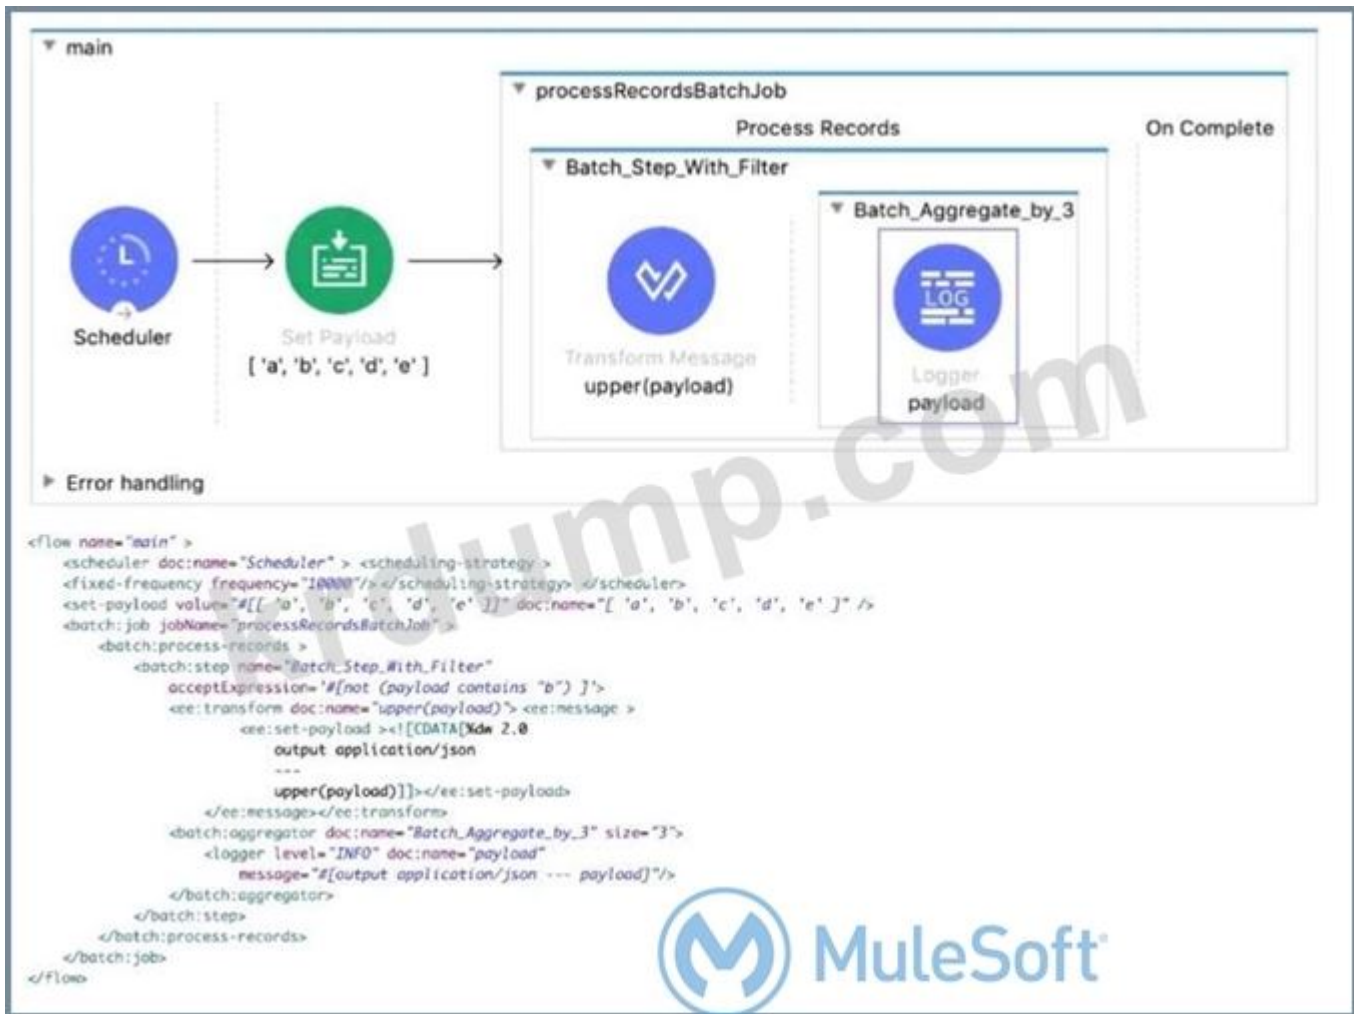 main
processRecordsBatchJob
Process Records
On Complete
Batch_Step_With_Filter
Batch_Aggregate_by_3
LOG
Scheduler
Set Payload
[ 'a', 'b', 'c', 'd', 'e' ]
Transform Message
upper(payload)
Logger
payload
Error handling
krdump.com
<flow name="main" >
<scheduler doc:name="Scheduler" > <scheduling-strategy >
<fixed-frequency frequency="10000"/></scheduling-strategy> </scheduler>
<set-payload value="#[[ 'a', 'b', 'c', 'd', 'e' ]]" doc:name="[ 'a', 'b', 'c', 'd', 'e' ]" />
<batch:job jobName="processRecordsBatchJob" >
<batch:process-records >
<batch:step name="Batch_Step_With_Filter"
acceptExpression='#[not (payload contains "b") ]'>
<ee:transform doc:name="upper(payload)"> <ee:message >
<ee:set-payload ><![CDATA[%dw 2.0
output application/json
---
upper(payload)]]></ee:set-payload>
</ee:message></ee:transform>
<batch:aggregator doc:name="Batch_Aggregate_by_3" size="3">
<logger level="INFO" doc:name="payload"
message="#[output application/json --- payload]"/>
</batch:aggregator>
</batch:step>
</batch:process-records>
</batch:job>
</flow>
MuleSoft